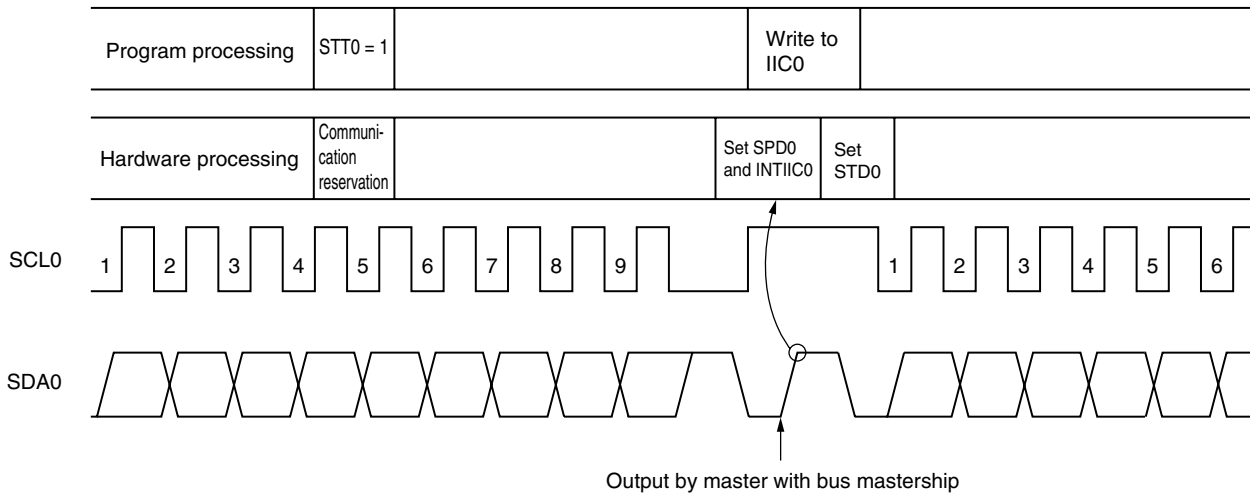 Program processing
STT0 = 1
Write to
IIC0
Hardware processing
Communi-
cation
reservation
Set SPD0
and INTIIC0
Set
STD0
SCL0
1 2 3 4 5 6 7 8 9 1 2 3 4 5 6
SDA0
Output by master with bus mastership